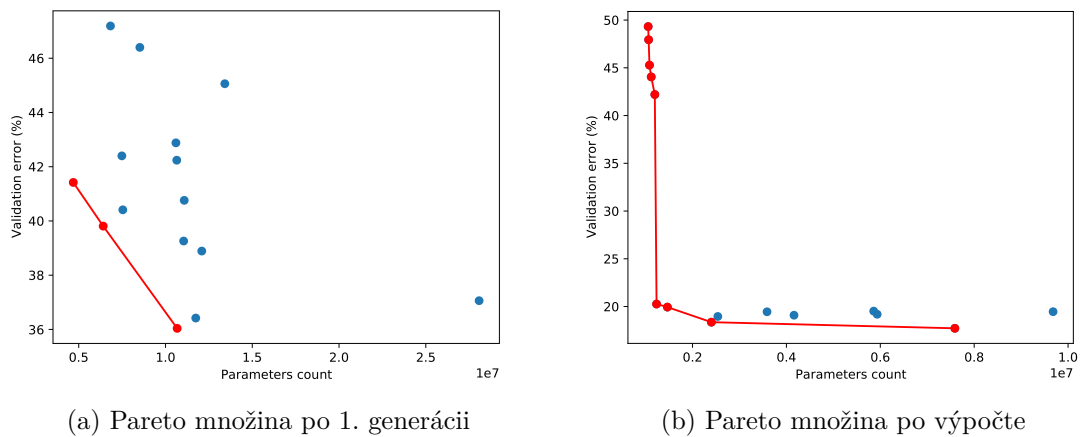 46
44
42
40
38
36
Validation error (%)
0.5
1.0
1.5
2.0
2.5
1e7
Parameters count
(a) Pareto množina po 1. generácii
50
45
40
35
30
25
20
Validation error (%)
0.2
0.4
0.6
0.8
1.0
1e7
Parameters count
(b) Pareto množina po výpočte